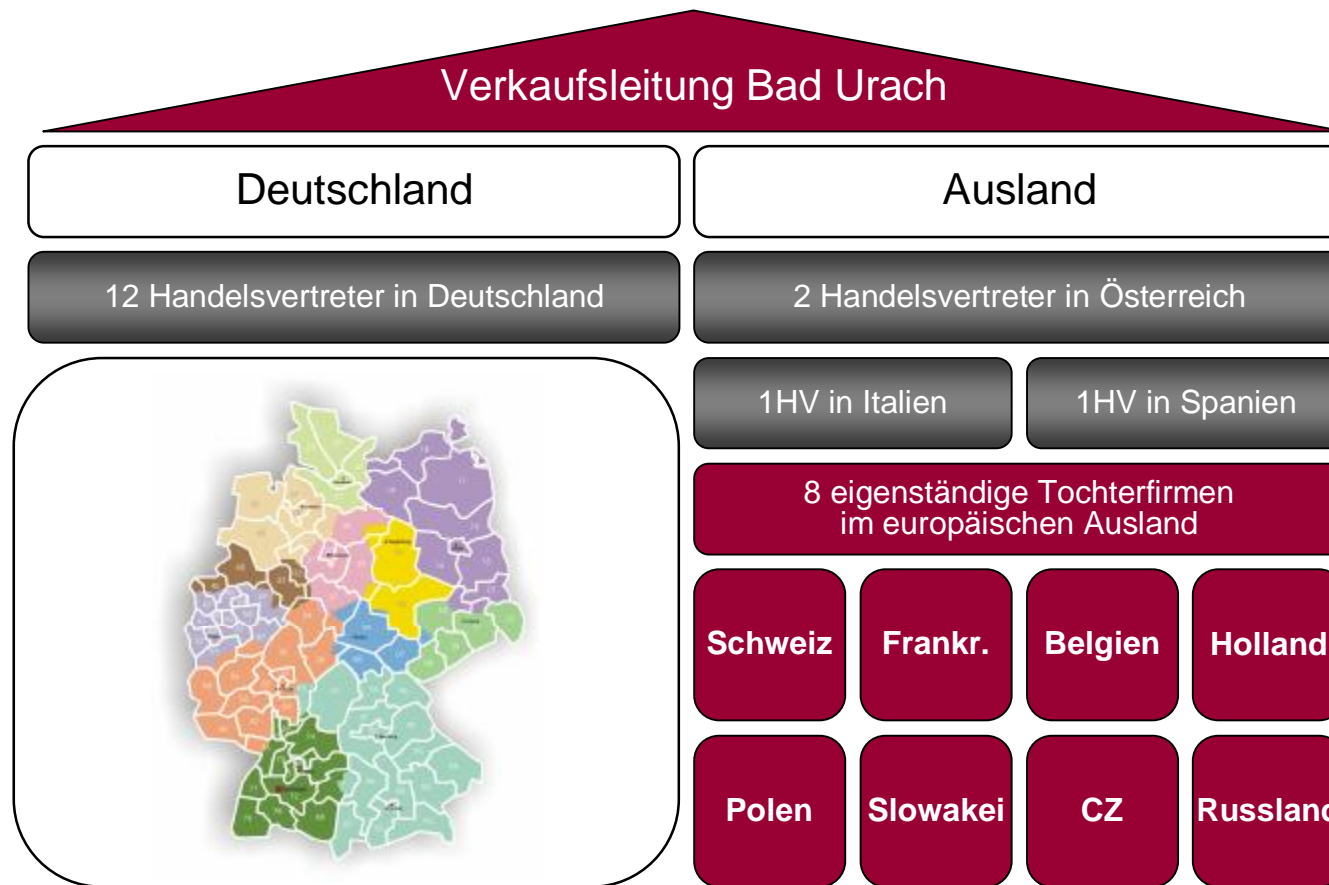 Verkaufsleitung Bad Urach
Deutschland
Ausland
12 Handelsvertreter in Deutschland
2 Handelsvertreter in Österreich
1HV in Italien
1HV in Spanien
8 eigenständige Tochterfirmen
im europäischen Ausland
Schweiz
Frankr.
Belgien
Holland
Polen
Slowakei
CZ
Russland